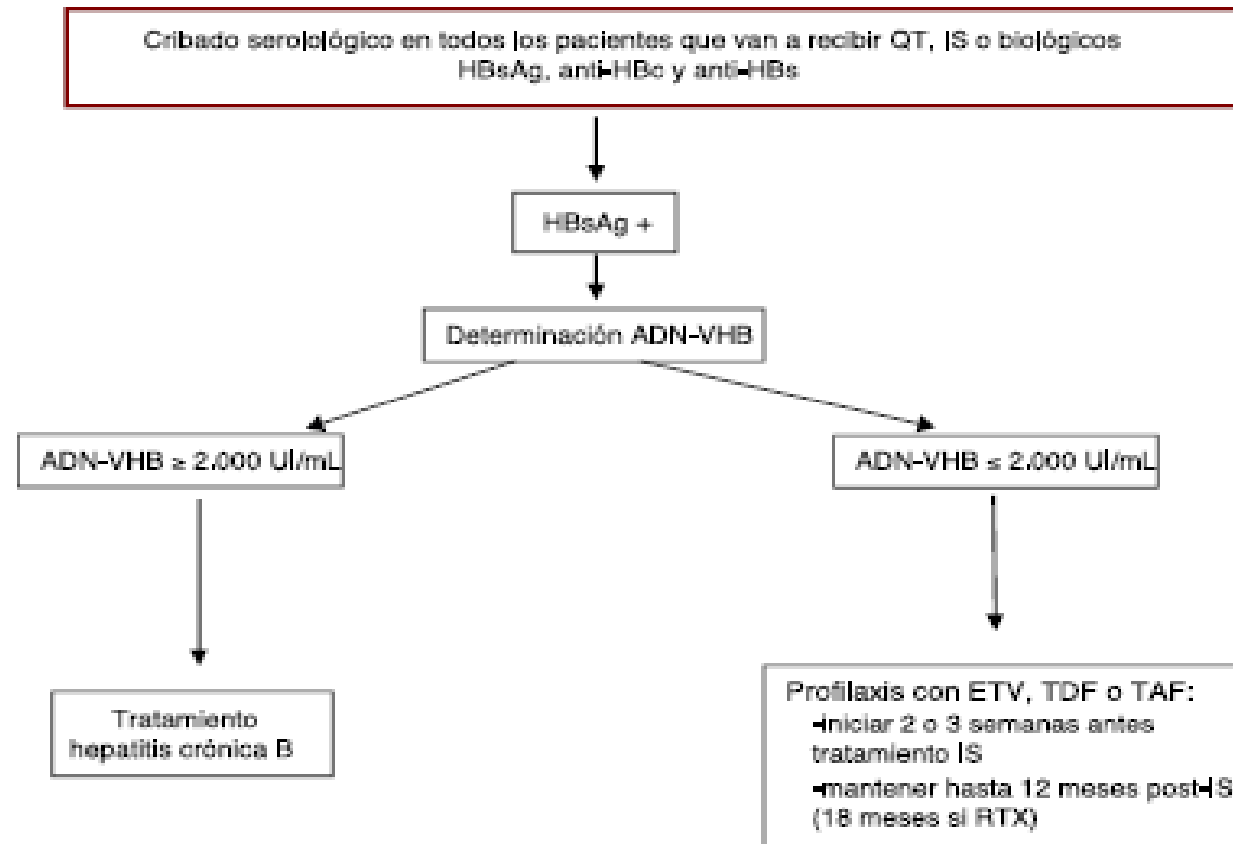 Cribado serolológico en todos los pacientes que van a recibir QT, IS o biológicos
HBsAg, anti-HBc y anti-HBs
HBsAg +
Determinación ADN-VHB
ADN-VHB ≥ 2.000 UI/mL
ADN-VHB ≤ 2.000 UI/mL
Tratamiento
hepatitis crónica B
Profilaxis con ETV, TDF o TAF:
-iniciar 2 o 3 semanas antes
tratamiento IS
-mantener hasta 12 meses post-IS
(18 meses si RTX)